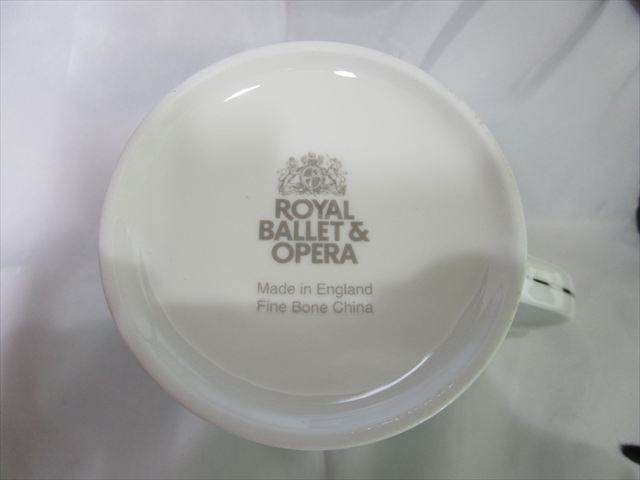 ROYAL
BALLET &
OPERA
Made in England
Fine Bone China